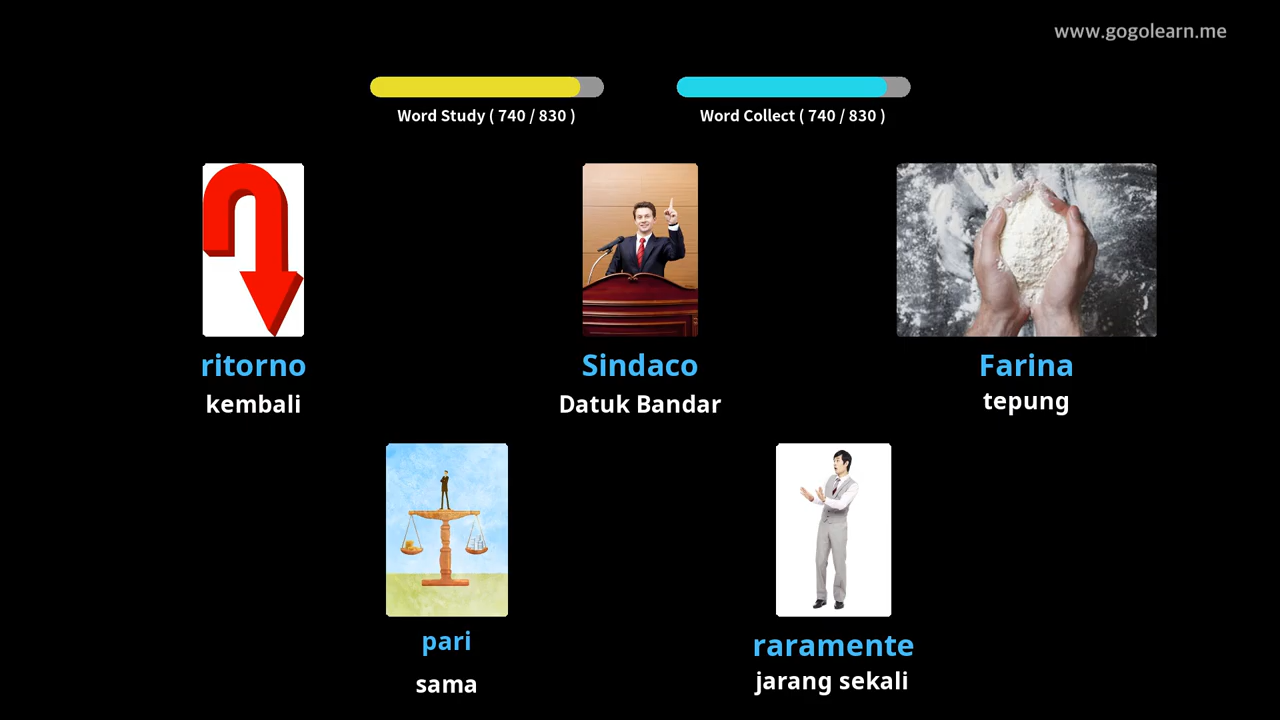 www.gogolearn.me
Word Study ( 740 / 830 )
Word Collect ( 740 / 830 )
ritorno
kembali
Sindaco
Datuk Bandar
Farina
tepung
pari
sama
raramente
jarang sekali